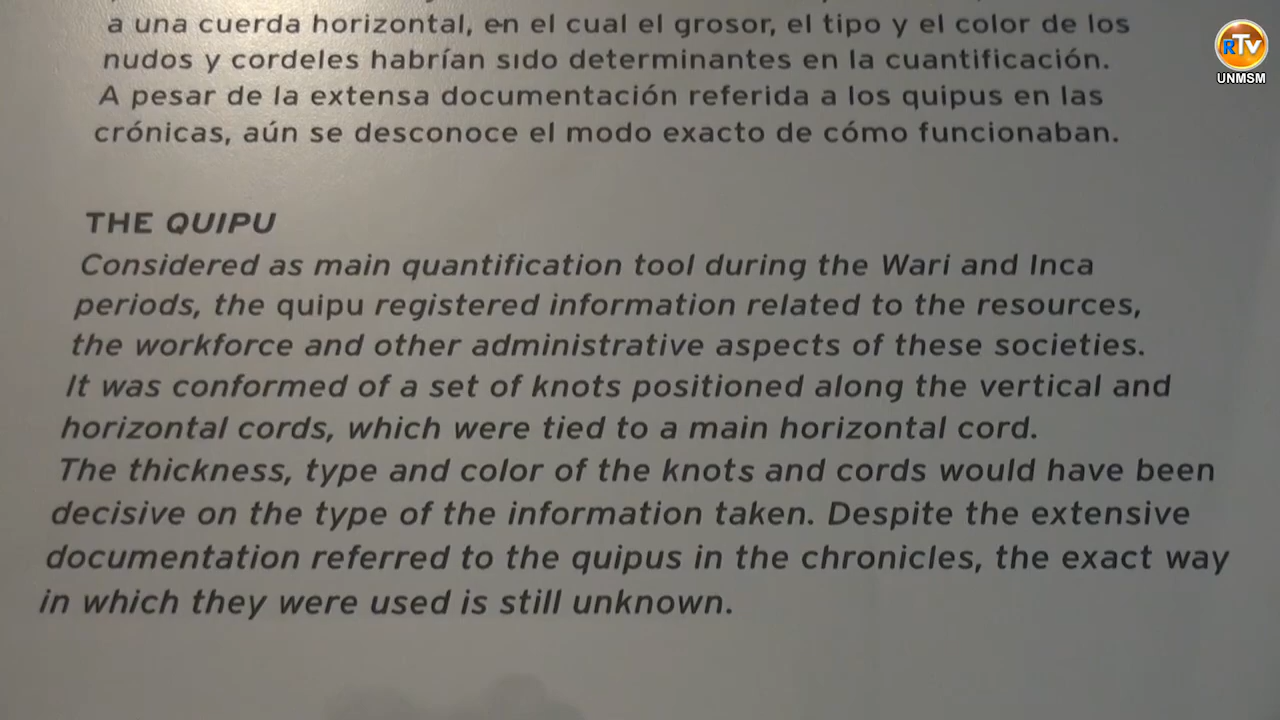 a una cuerda horizontal, en el cual el grosor, el tipo y el color de los
nudos y cordeles habrían sido determinantes en la cuantificación.
A pesar de la extensa documentación referida a los quipus en las
crónicas, aún se desconoce el modo exacto de cómo funcionaban.
THE QUIPU
Considered as main quantification tool during the Wari and Inca
periods, the quipu registered information related to the resources,
the workforce and other administrative aspects of these societies.
It was conformed of a set of knots positioned along the vertical and
horizontal cords, which were tied to a main horizontal cord.
The thickness, type and color of the knots and cords would have been
decisive on the type of the information taken. Despite the extensive
documentation referred to the quipus in the chronicles, the exact way
in which they were used is still unknown.
RTV
UNMSM